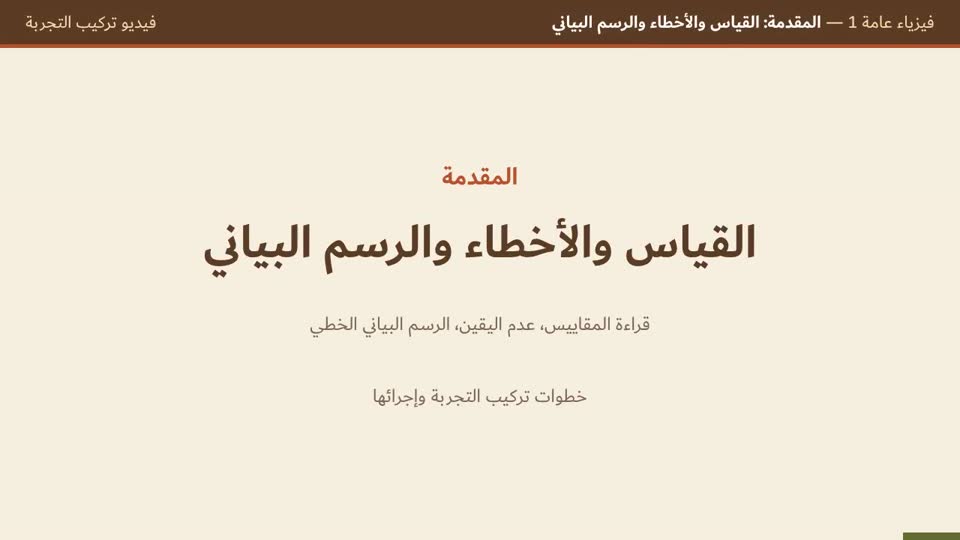 فيزياء عامة 1 — المقدمة: القياس والأخطاء والرسم البياني
فيديو تركيب التجربة
المقدمة
القياس والأخطاء والرسم البياني
قراءة المقاييس، عدم اليقين، الرسم البياني الخطي
خطوات تركيب التجربة وإجرائها